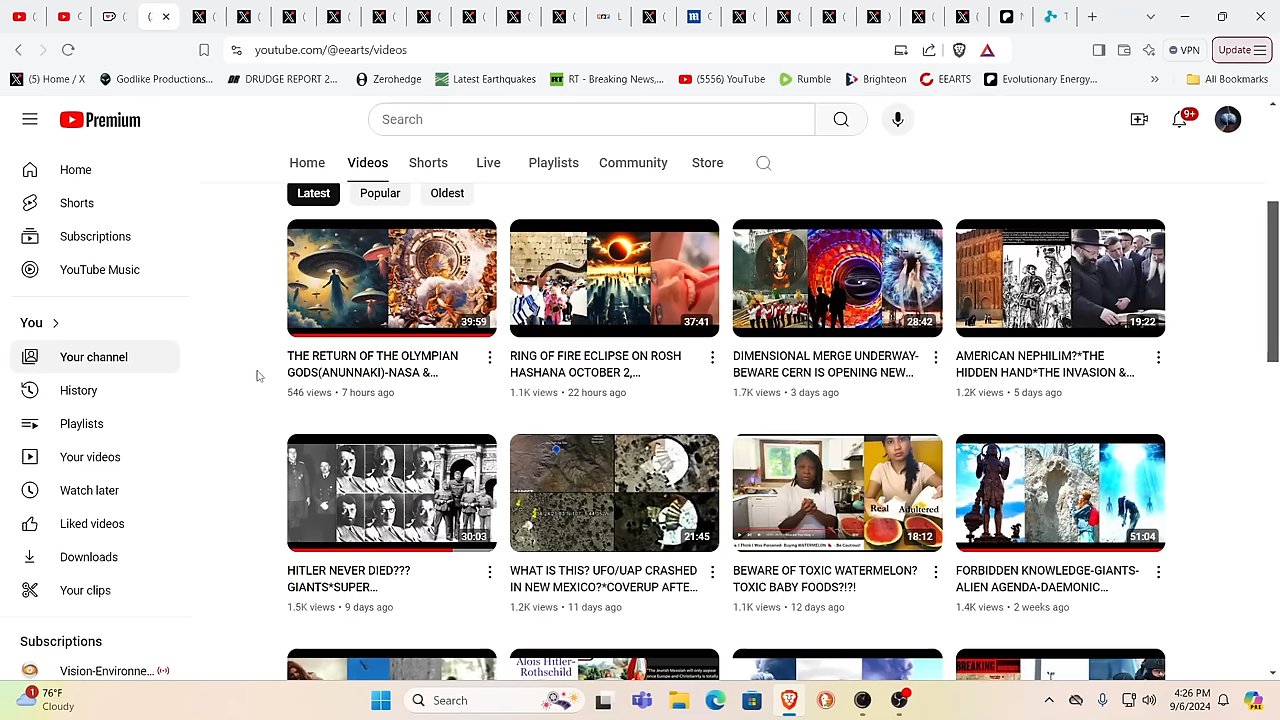 youtube.com/@eearts/videos
VPN
Update
(5) Home / X
Godlike Productions...
DRUDGE REPORT 2...
Zerohedge
Latest Earthquakes
RT - Breaking News,...
(5556) YouTube
Rumble
Brighteon
EEARTS
Evolutionary Energy...
All Bookmarks
Premium
Search
9+
Home
Videos
Shorts
Live
Playlists
Community
Store
Latest
Popular
Oldest
Home
Shorts
Subscriptions
YouTube Music
You
Your channel
History
Playlists
Your videos
Watch later
Liked videos
Downloads
Your clips
Subscriptions
Vision-Environne...
39:59
37:41
28:42
19:22
THE RETURN OF THE OLYMPIAN
GODS(ANUNNAKI)-NASA &...
546 views • 7 hours ago
RING OF FIRE ECLIPSE ON ROSH
HASHANA OCTOBER 2,...
1.1K views • 22 hours ago
DIMENSIONAL MERGE UNDERWAY-
BEWARE CERN IS OPENING NEW...
1.7K views • 3 days ago
AMERICAN NEPHILIM?*THE
HIDDEN HAND*THE INVASION &...
1.2K views • 5 days ago
30:03
21:45
Real Adultered
18:12
51:04
HITLER NEVER DIED???
GIANTS*SUPER...
1.5K views • 9 days ago
WHAT IS THIS? UFO/UAP CRASHED
IN NEW MEXICO?*COVERUP AFTE...
1.2K views • 11 days ago
BEWARE OF TOXIC WATERMELON?
TOXIC BABY FOODS?!?!
1.1K views • 12 days ago
FORBIDDEN KNOWLEDGE-GIANTS-
ALIEN AGENDA-DAEMONIC...
1.4K views • 2 weeks ago
Alois Hitler-
Rothschild
BREAKING
1
76°F
Cloudy
Search
4:26 PM
9/6/2024